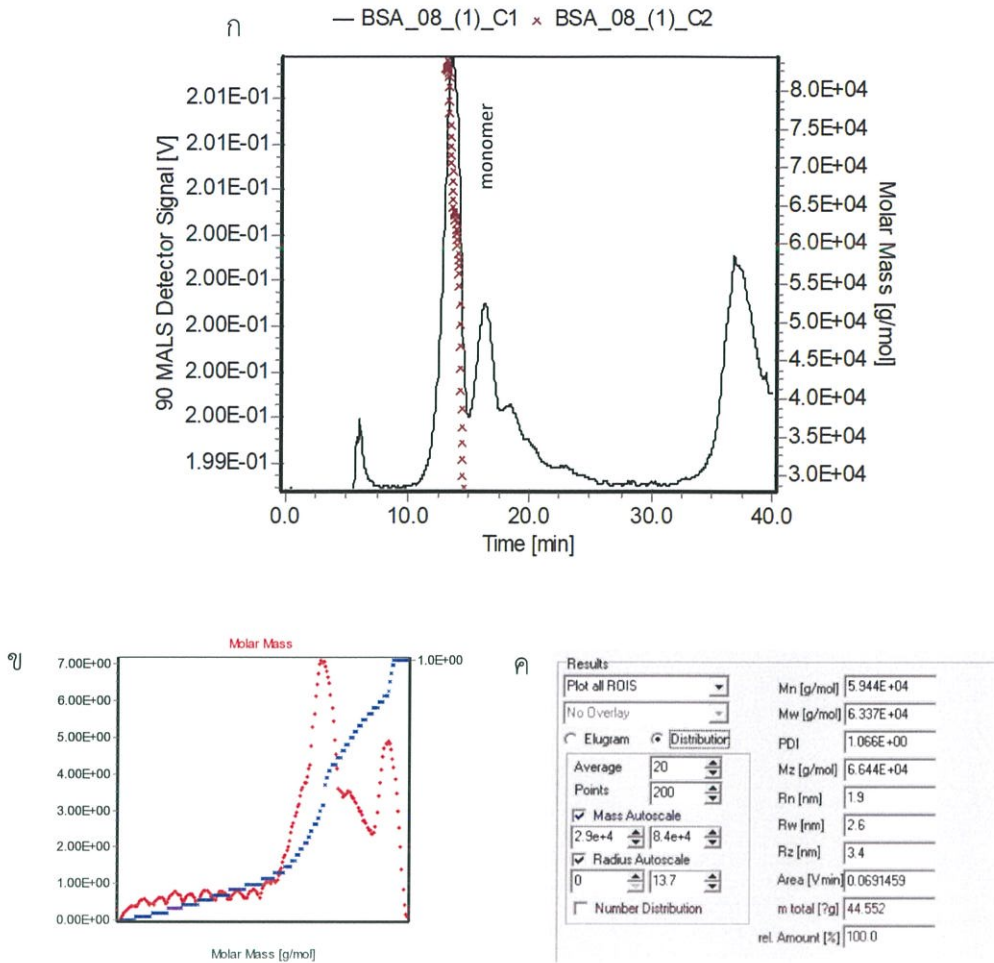 ก
— BSA_08_(1)_C1 × BSA_08_(1)_C2
90 MALS Detector Signal [V]
2.01E-01
2.01E-01
2.01E-01
2.00E-01
2.00E-01
2.00E-01
2.00E-01
2.00E-01
1.99E-01
monomer
8.0E+04
7.5E+04
7.0E+04
6.5E+04
6.0E+04
5.5E+04
5.0E+04
4.5E+04
4.0E+04
3.5E+04
3.0E+04
Molar Mass [g/mol]
0.0 10.0 20.0 30.0 40.0
Time [min]
ข
Molar Mass
7.00E+00
6.00E+00
5.00E+00
4.00E+00
3.00E+00
2.00E+00
1.00E+00
0.00E+00
1.0E+00
Molar Mass [g/mol]
ค
Results
Plot all ROIS
No Overlay
Elugram Distribution
Average 20
Points 200
Mass Autoscale
2.9e+4 8.4e+4
Radius Autoscale
0 13.7
Number Distribution
Mn [g/mol] 5.944E+04
Mw [g/mol] 6.337E+04
PDI 1.066E+00
Mz [g/mol] 6.644E+04
Rn [nm] 1.9
Rw [nm] 2.6
Rz [nm] 3.4
Area [Vmin] 0.0691459
m total [?g] 44.552
rel. Amount [%] 100.0